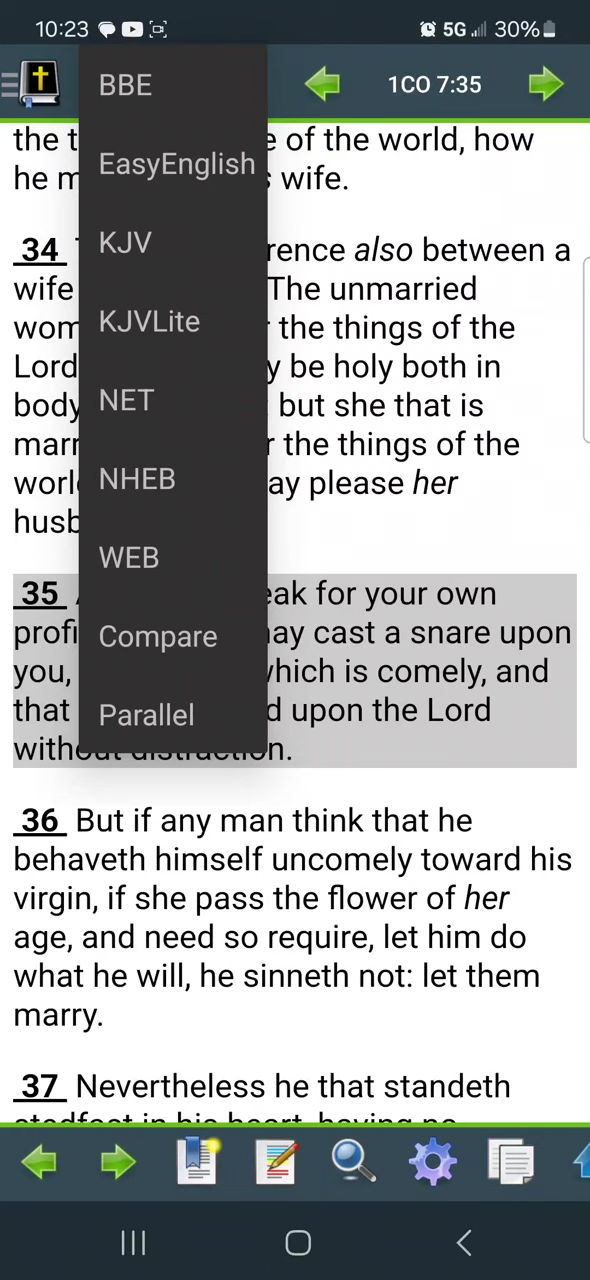 10:23 5G 30%
1CO 7:35
BBE
EasyEnglish
KJV
KJVLite
NET
NHEB
WEB
Compare
Parallel
the t e of the world, how
he m s wife.
34 rence also between a
wife The unmarried
wom the things of the
Lord y be holy both in
body but she that is
marr r the things of the
worl ay please her
husb
35 eak for your own
profi ay cast a snare upon
you, which is comely, and
that d upon the Lord
without distraction.
36 But if any man think that he
behaveth himself uncomely toward his
virgin, if she pass the flower of her
age, and need so require, let him do
what he will, he sinneth not: let them
marry.
37 Nevertheless he that standeth
stedfast in his heart, having no